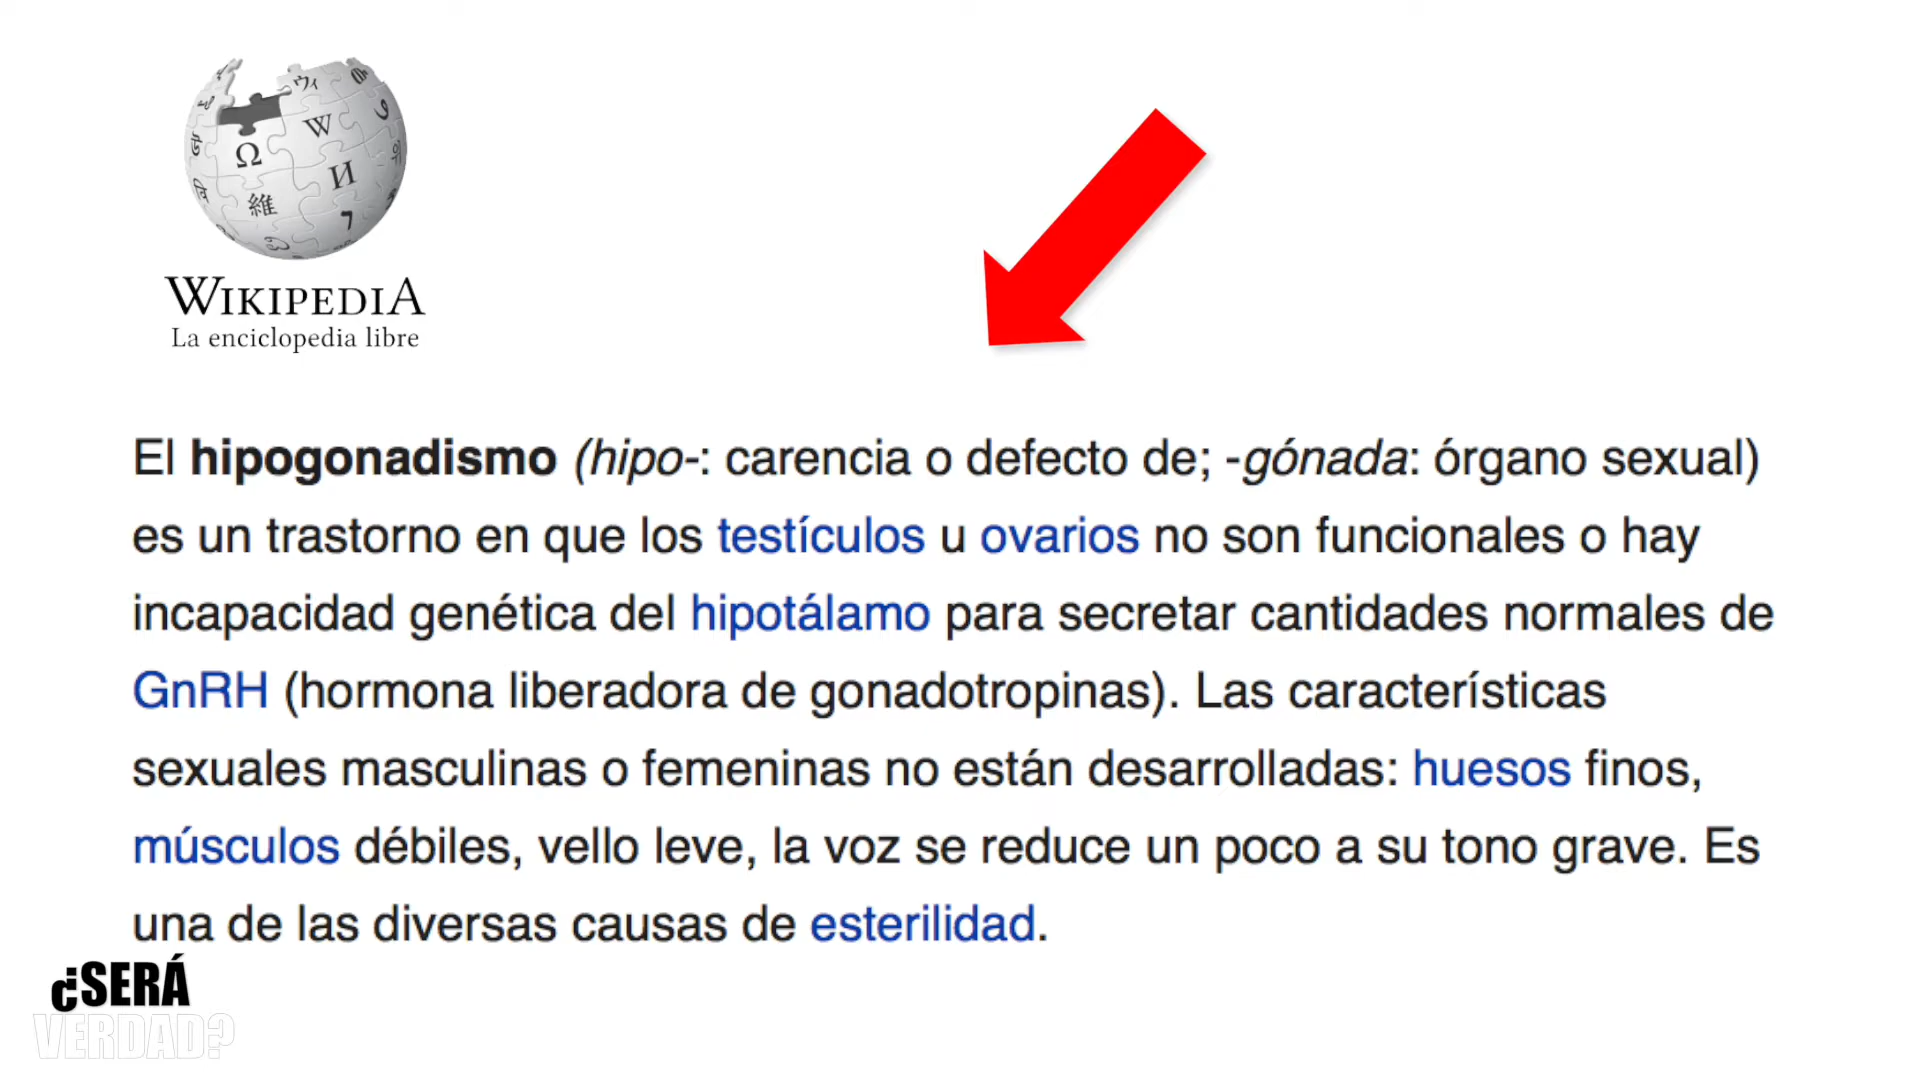 Ω
W
И
維
WIKIPEDIA
La enciclopedia libre
El hipogonadismo (hipo-: carencia o defecto de; -gónada: órgano sexual)
es un trastorno en que los testículos u ovarios no son funcionales o hay
incapacidad genética del hipotálamo para secretar cantidades normales de
GnRH (hormona liberadora de gonadotropinas). Las características
sexuales masculinas o femeninas no están desarrolladas: huesos finos,
músculos débiles, vello leve, la voz se reduce un poco a su tono grave. Es
una de las diversas causas de esterilidad.
¿SERÁ
VERDAD?